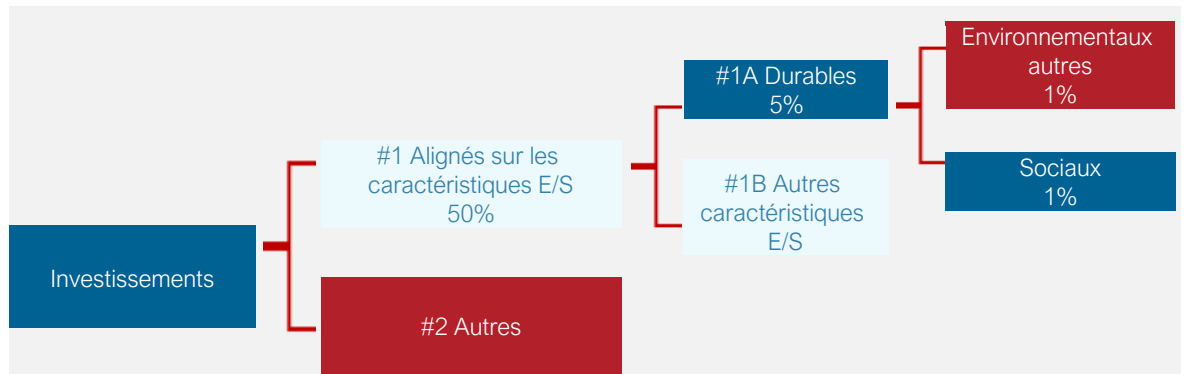 Investissements
#1 Alignés sur les
caractéristiques E/S
50%
#2 Autres
#1A Durables
5%
#1B Autres
caractéristiques
E/S
Environnementaux
autres
1%
Sociaux
1%